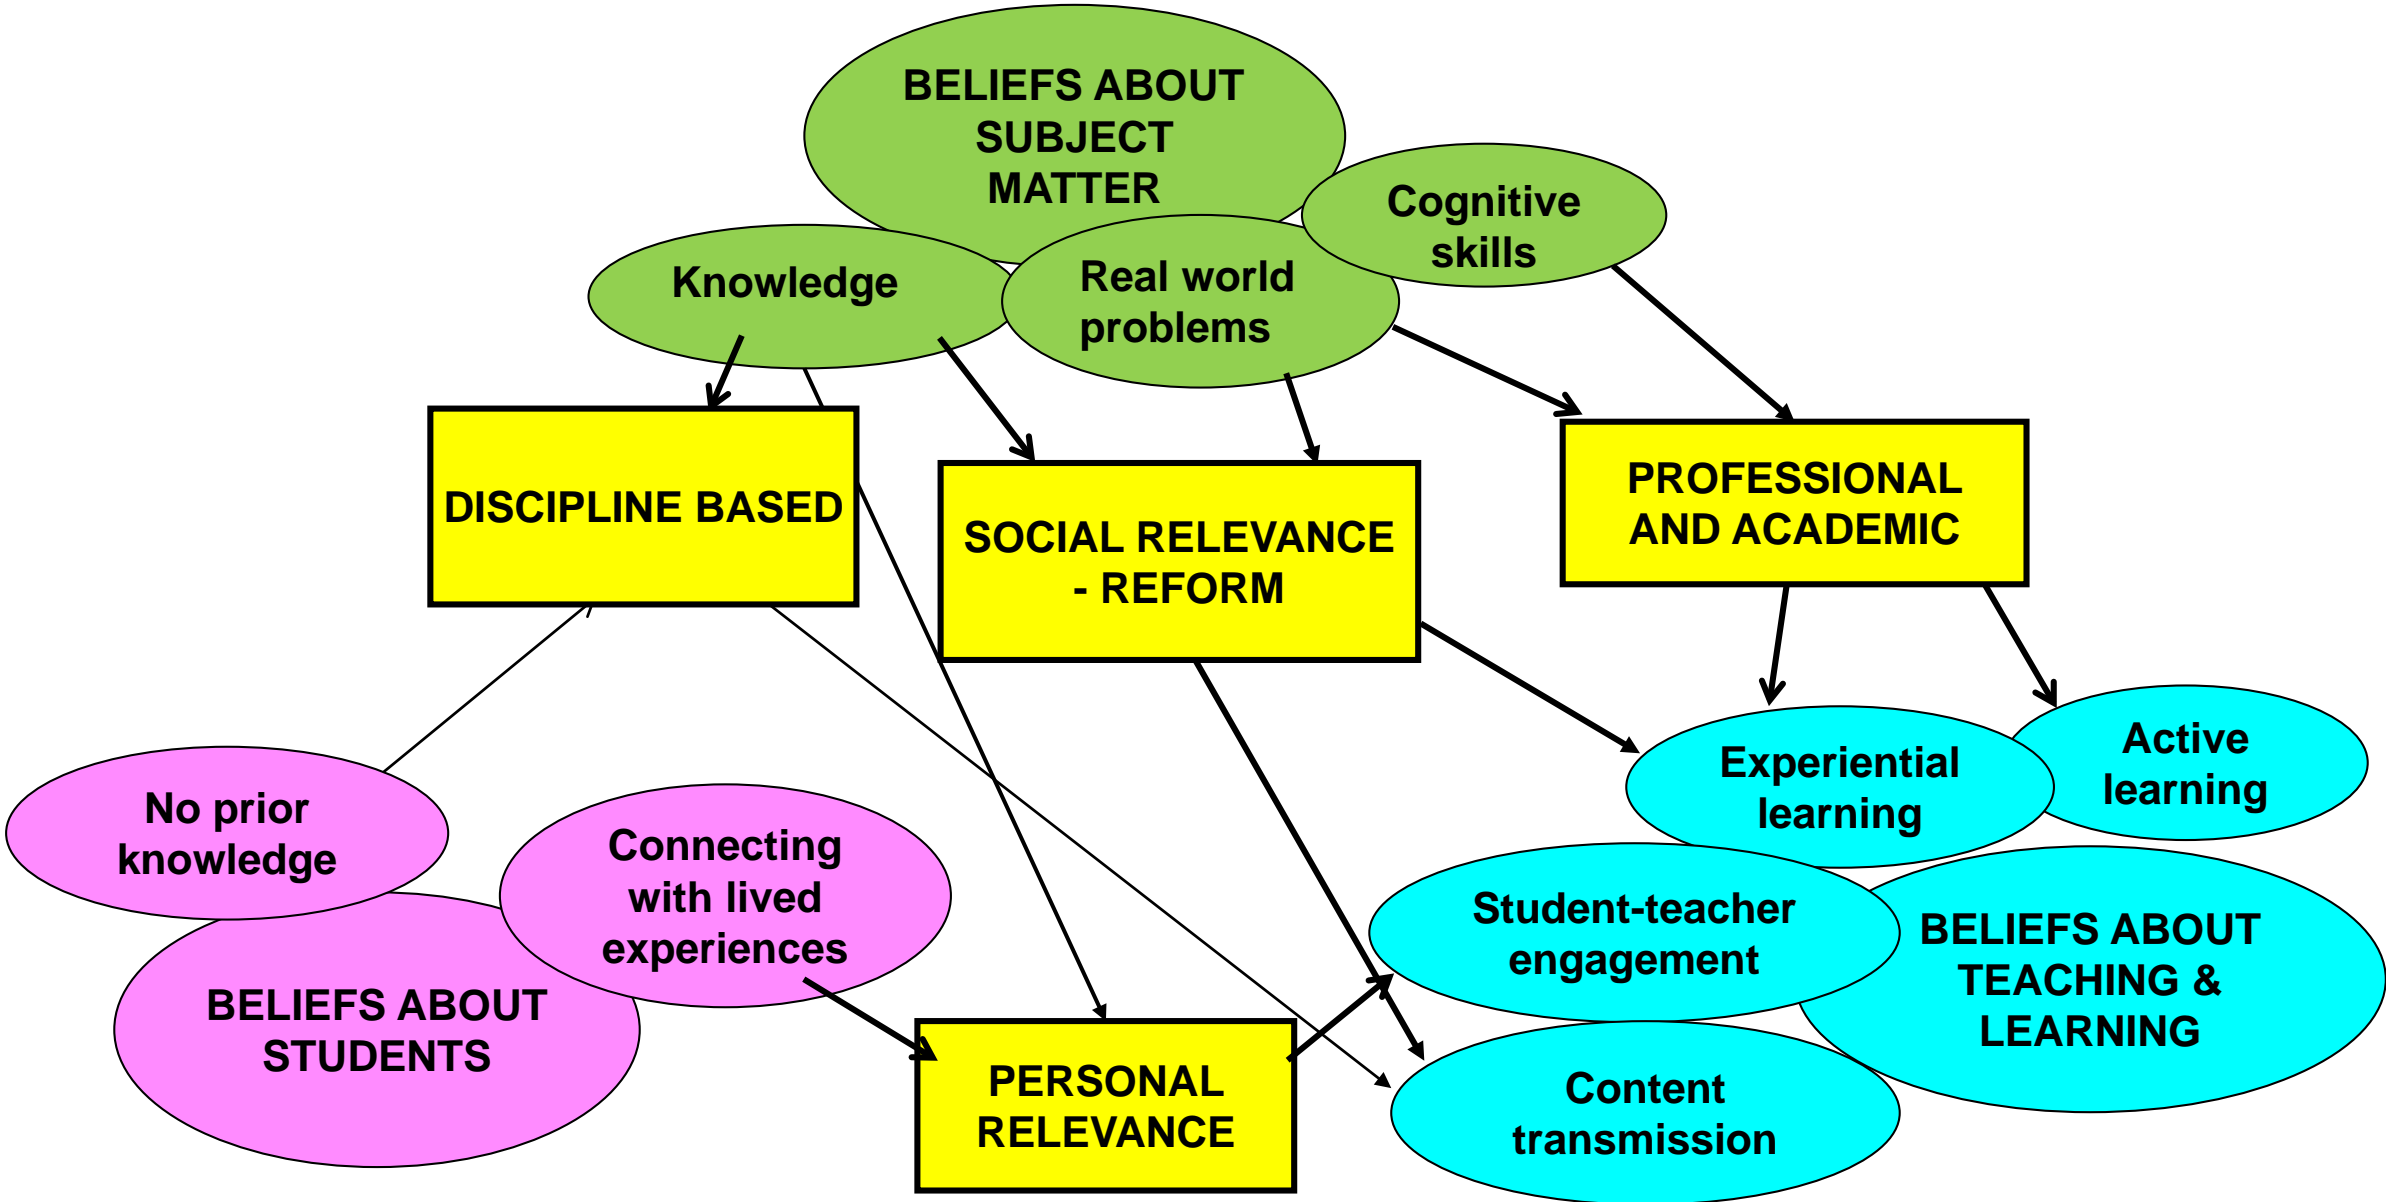 BELIEFS ABOUT
SUBJECT
MATTER
Cognitive
skills
Knowledge
Real world
problems
DISCIPLINE BASED
SOCIAL RELEVANCE
- REFORM
PROFESSIONAL
AND ACADEMIC
No prior
knowledge
Connecting
with lived
experiences
BELIEFS ABOUT
STUDENTS
PERSONAL
RELEVANCE
Experiential
learning
Active
learning
Student-teacher
engagement
BELIEFS ABOUT
TEACHING &
LEARNING
Content
transmission